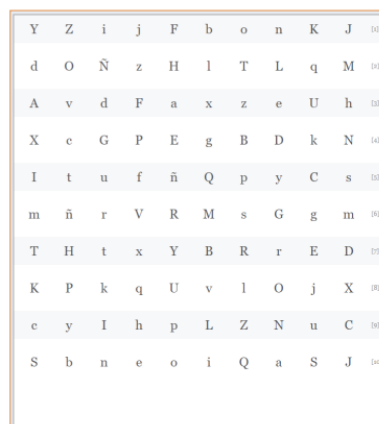 Y Z i j F b o n K J [1]
d O Ñ z H l T L q M [2]
A v d F a x z e U h [3]
X c G P E g B D k N [4]
I t u f ñ Q p y C s [5]
m ñ r V R M s G g m [6]
T H t x Y B R r E D [7]
K P k q U v l O j X [8]
c y I h p L Z N u C [9]
S b n e o i Q a S J [10]